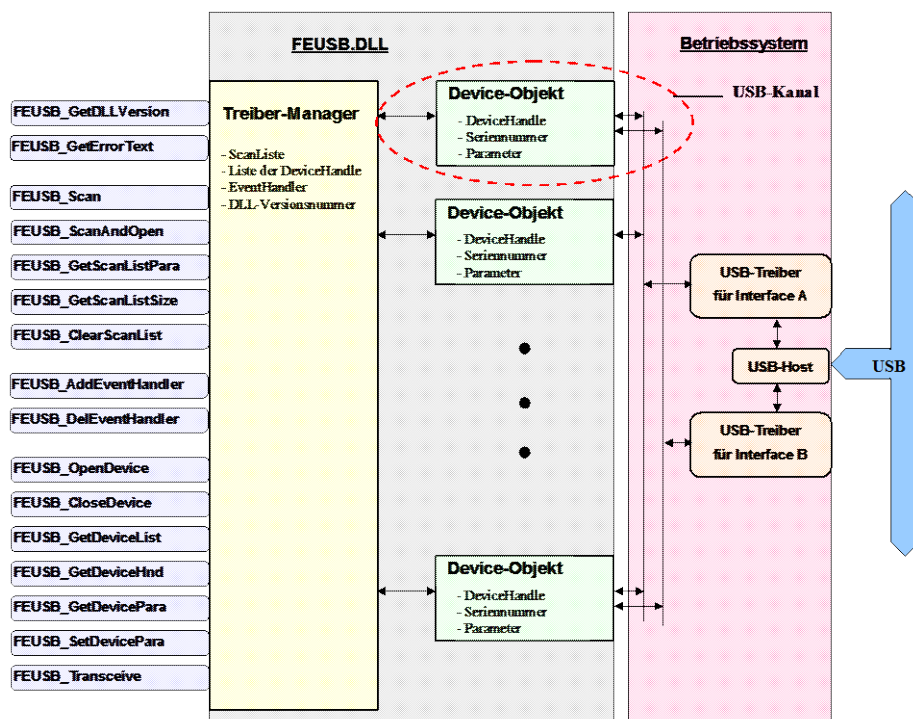 FEUSB.DLL
Betriebssystem
FEUSB_GetDLLVersion
FEUSB_GetErrorText
FEUSB_Scan
FEUSB_ScanAndOpen
FEUSB_GetScanListPara
FEUSB_GetScanListSize
FEUSB_ClearScanList
FEUSB_AddEventHandler
FEUSB_DelEventHandler
FEUSB_OpenDevice
FEUSB_CloseDevice
FEUSB_GetDeviceList
FEUSB_GetDeviceHnd
FEUSB_GetDevicePara
FEUSB_SetDevicePara
FEUSB_Transceive
Treiber-Manager
- ScanListe
- Liste der DeviceHandle
- EventHandler
- DLL-Versionsnummer
Device-Objekt
- DeviceHandle
- Seriennummer
- Parameter
Device-Objekt
- DeviceHandle
- Seriennummer
- Parameter
Device-Objekt
- DeviceHandle
- Seriennummer
- Parameter
USB-Kanal
USB-Treiber
für Interface A
USB-Host
USB-Treiber
für Interface B
USB